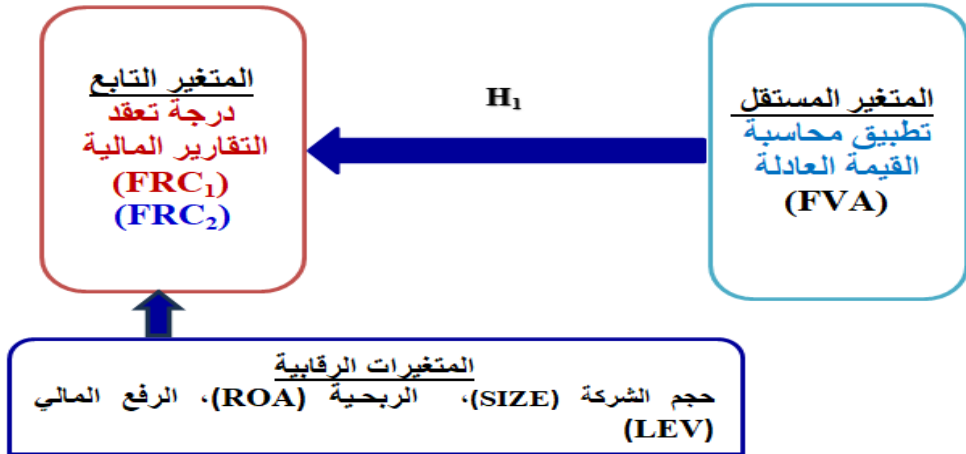 المتغير المستقل
تطبيق محاسبة
القيمة العادلة
(FVA)
H₁
المتغير التابع
درجة تعقد
التقارير المالية
(FRC₁)
(FRC₂)
المتغيرات الرقابية
حجم الشركة (SIZE)، الربحية (ROA)، الرفع المالي
(LEV)